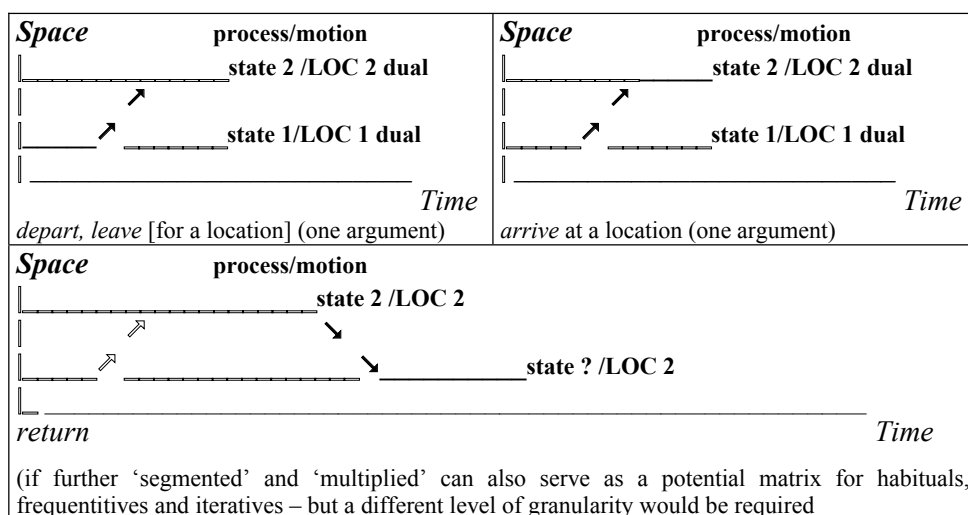 Space process/motion
state 2 /LOC 2 dual
state 1/LOC 1 dual
Time
depart, leave [for a location] (one argument)
Space process/motion
state 2 /LOC 2 dual
state 1/LOC 1 dual
Time
arrive at a location (one argument)
Space process/motion
state 2 /LOC 2
state ? /LOC 2
return Time
(if further ‘segmented’ and ‘multiplied’ can also serve as a potential matrix for habituals,
frequentitives and iteratives – but a different level of granularity would be required